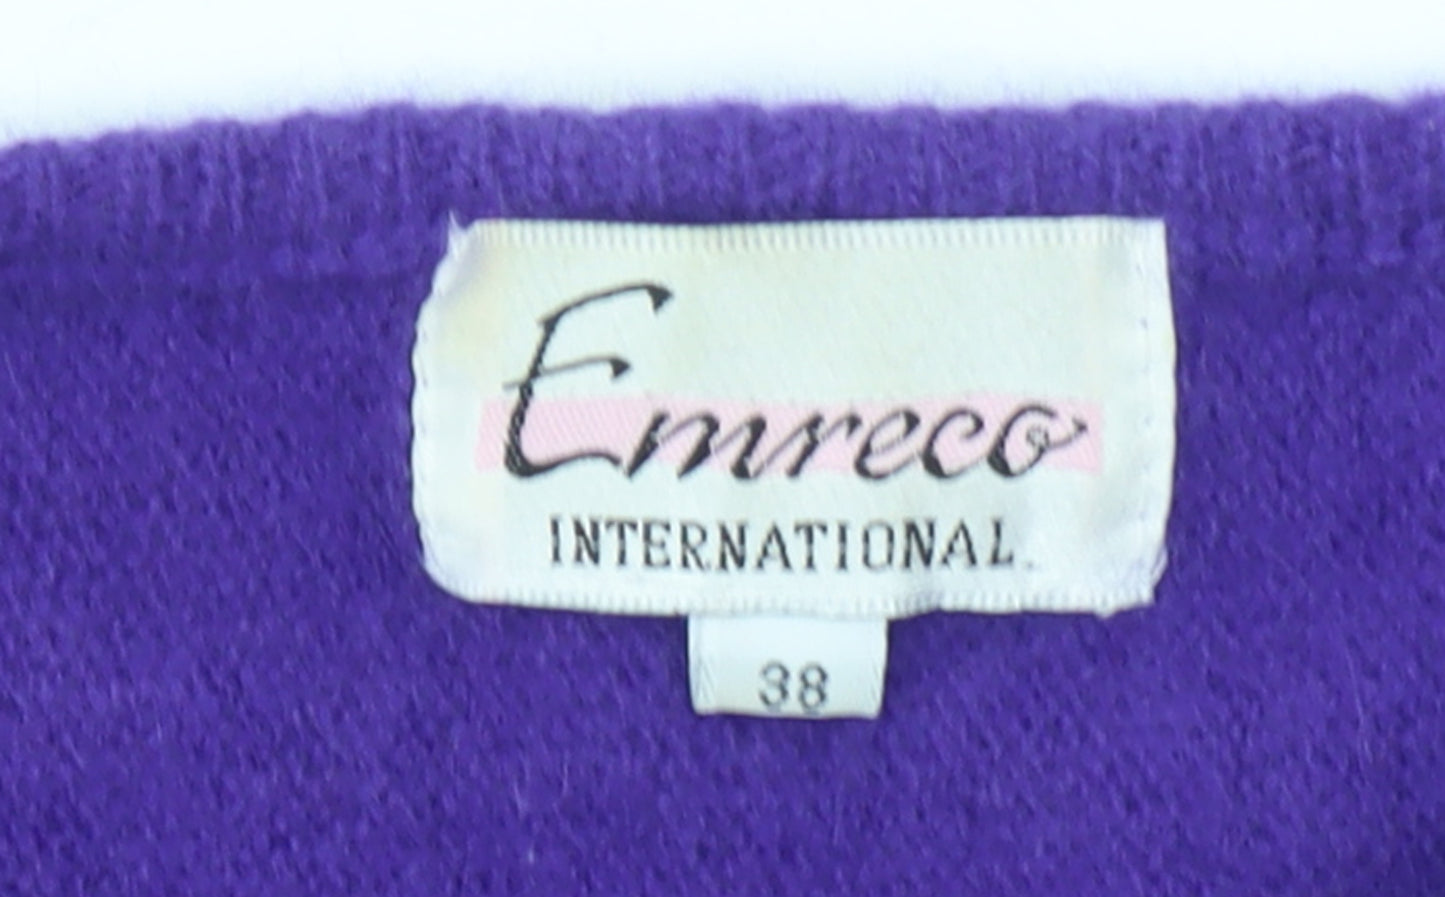 Emreco
INTERNATIONAL
38